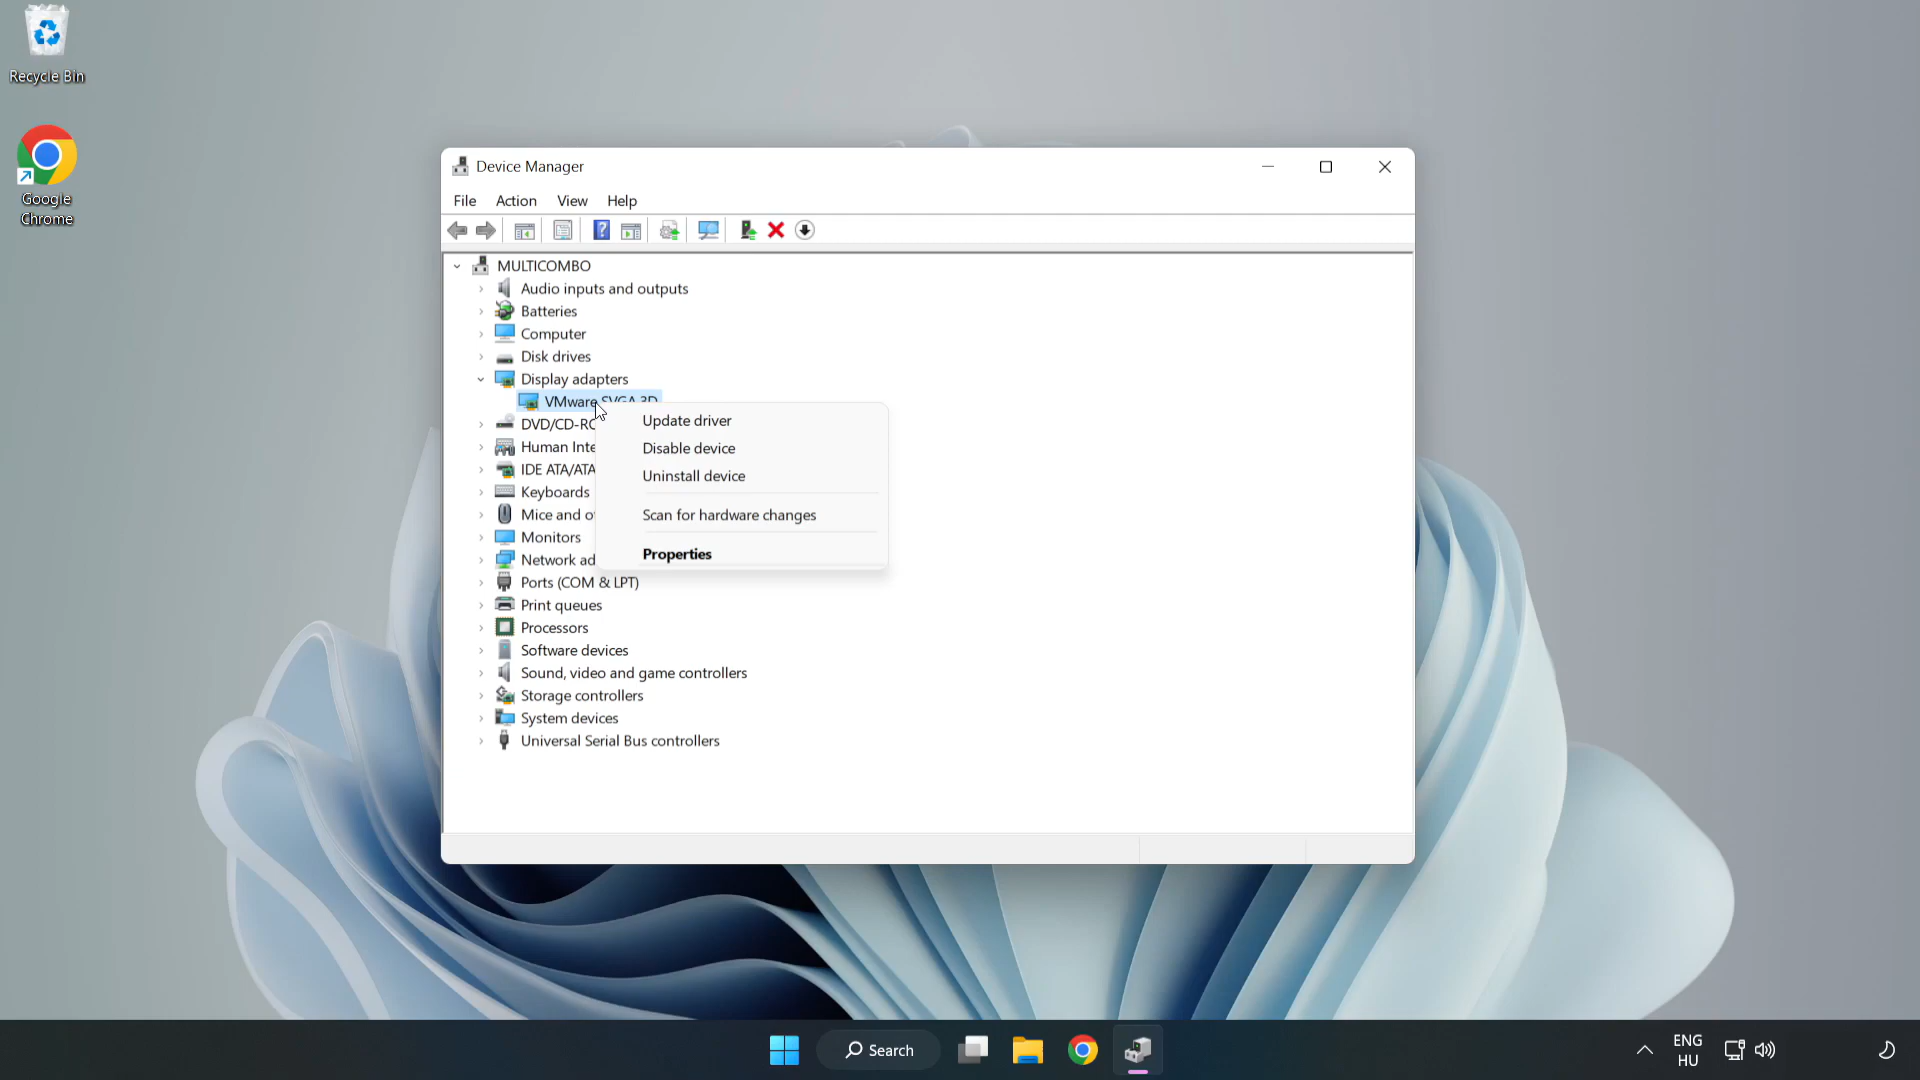 Recycle Bin
Google
Chrome
Device Manager
File Action View Help
MULTICOMBO
Audio inputs and outputs
Batteries
Computer
Disk drives
Display adapters
VMware SVGA 3D
DVD/CD-RO
Human Inte
IDE ATA/ATA
Keyboards
Mice and o
Monitors
Network ad
Ports (COM & LPT)
Print queues
Processors
Software devices
Sound, video and game controllers
Storage controllers
System devices
Universal Serial Bus controllers
Update driver
Disable device
Uninstall device
Scan for hardware changes
Properties
Search
ENG
HU